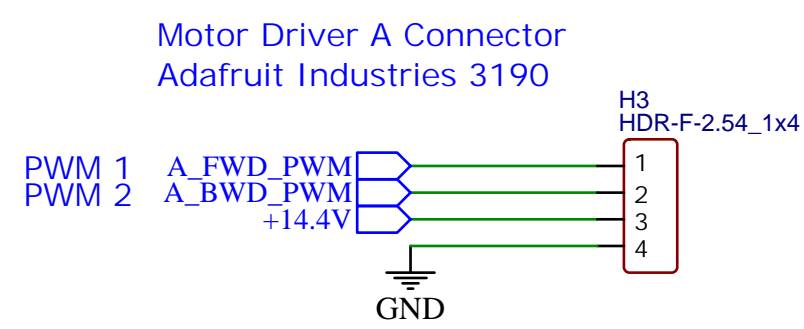 Motor Driver A Connector
Adafruit Industries 3190
H3
HDR-F-2.54_1x4
PWM 1 A_FWD_PWM 1
PWM 2 A_BWD_PWM 2
+14.4V 3
4
GND